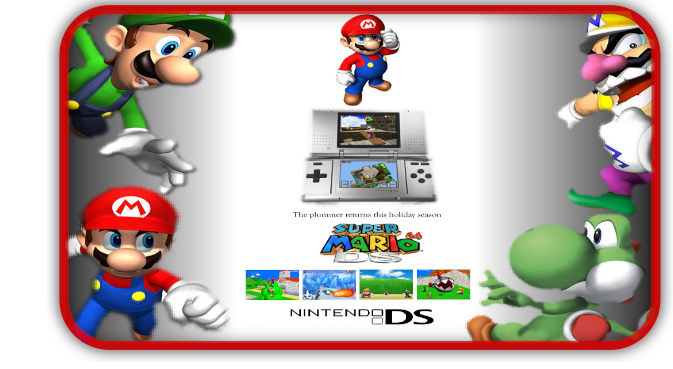 M
The plummer returns this holiday season
SUPER
MARIO 64
DS
NINTENDO DS
M